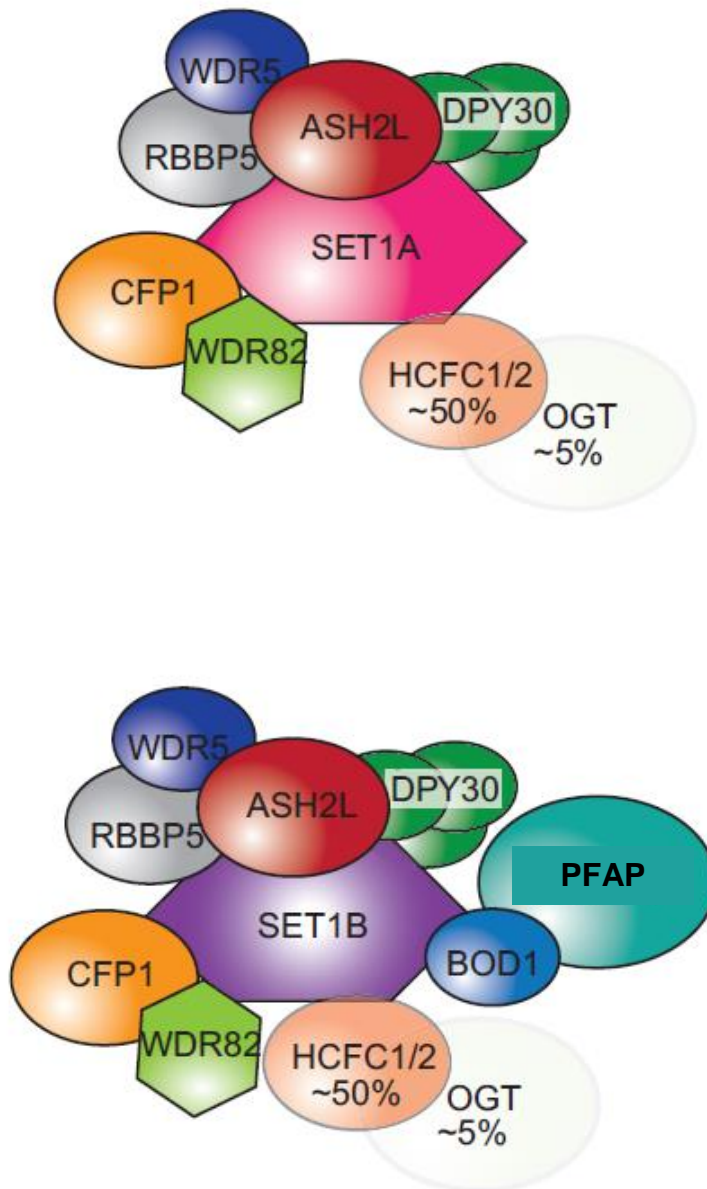 WDR5
ASH2L
DPY30
RBBP5
SET1A
CFP1
WDR82
HCFC1/2
~50%
OGT
~5%
WDR5
ASH2L
DPY30
RBBP5
PFAP
SET1B
CFP1
BOD1
WDR82
HCFC1/2
~50%
OGT
~5%